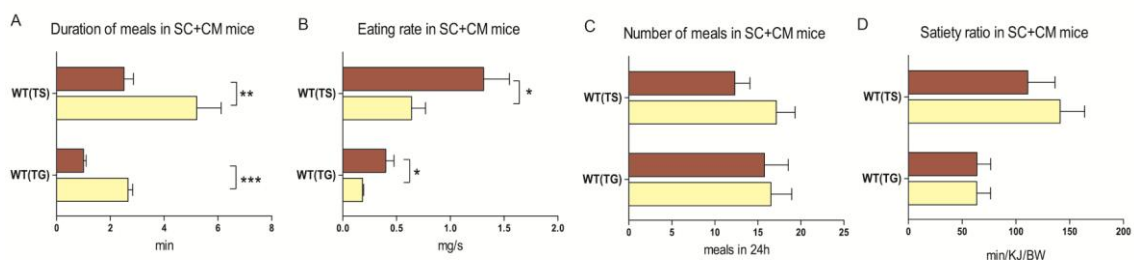 A
Duration of meals in SC+CM mice
WT(TS)
**
WT(TG)
***
0 2 4 6 8
min
B
Eating rate in SC+CM mice
WT(TS)
*
WT(TG)
*
0.0 0.5 1.0 1.5 2.0
mg/s
C
Number of meals in SC+CM mice
WT(TS)
WT(TG)
0 5 10 15 20 25
meals in 24h
D
Satiety ratio in SC+CM mice
WT(TS)
WT(TG)
0 50 100 150 200
min/KJ/BW